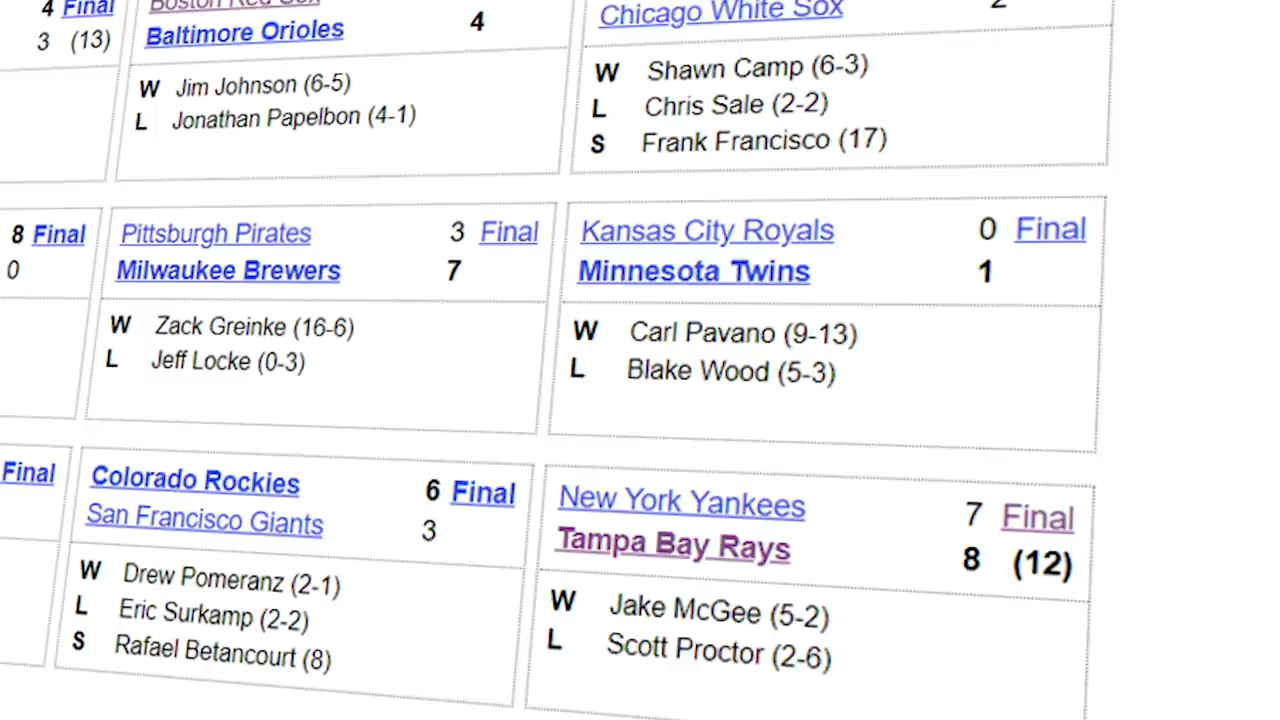 4 Final
3 (13)
Boston Red Sox
Baltimore Orioles 4
W Jim Johnson (6-5)
L Jonathan Papelbon (4-1)
Chicago White Sox 2
W Shawn Camp (6-3)
L Chris Sale (2-2)
S Frank Francisco (17)
8 Final
0
Pittsburgh Pirates 3 Final
Milwaukee Brewers 7
W Zack Greinke (16-6)
L Jeff Locke (0-3)
Kansas City Royals 0 Final
Minnesota Twins 1
W Carl Pavano (9-13)
L Blake Wood (5-3)
Final
Colorado Rockies 6 Final
San Francisco Giants 3
W Drew Pomeranz (2-1)
L Eric Surkamp (2-2)
S Rafael Betancourt (8)
New York Yankees 7 Final
Tampa Bay Rays 8 (12)
W Jake McGee (5-2)
L Scott Proctor (2-6)